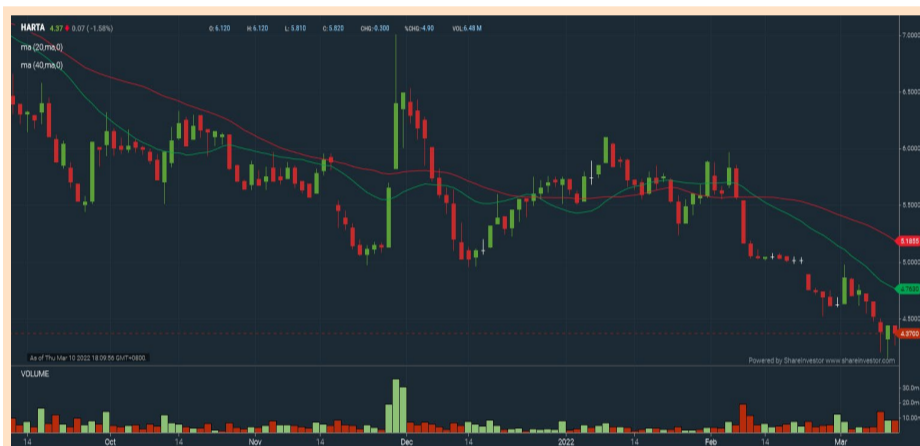 HARTA 4.37 0.07 (-1.58%) O: 6.120 H: 6.120 L: 5.810 C: 5.820 CHG:-0.300 %CHG:-4.90 VOL:6.48 M
ma (20,ma,0)
ma (40,ma,0)
7.0000
6.5000
6.0000
5.5000
5.1855
5.0000
4.7680
4.5000
4.3700
As of Thu Mar 10 2022 18:09:56 GMT+0800.
Powered by ShareInvestor www.shareinvestor.com
VOLUME
30.0m
20.0m
10.00m
14 Oct 14 Nov 14 Dec 14 2022 14 Feb 14 Mar